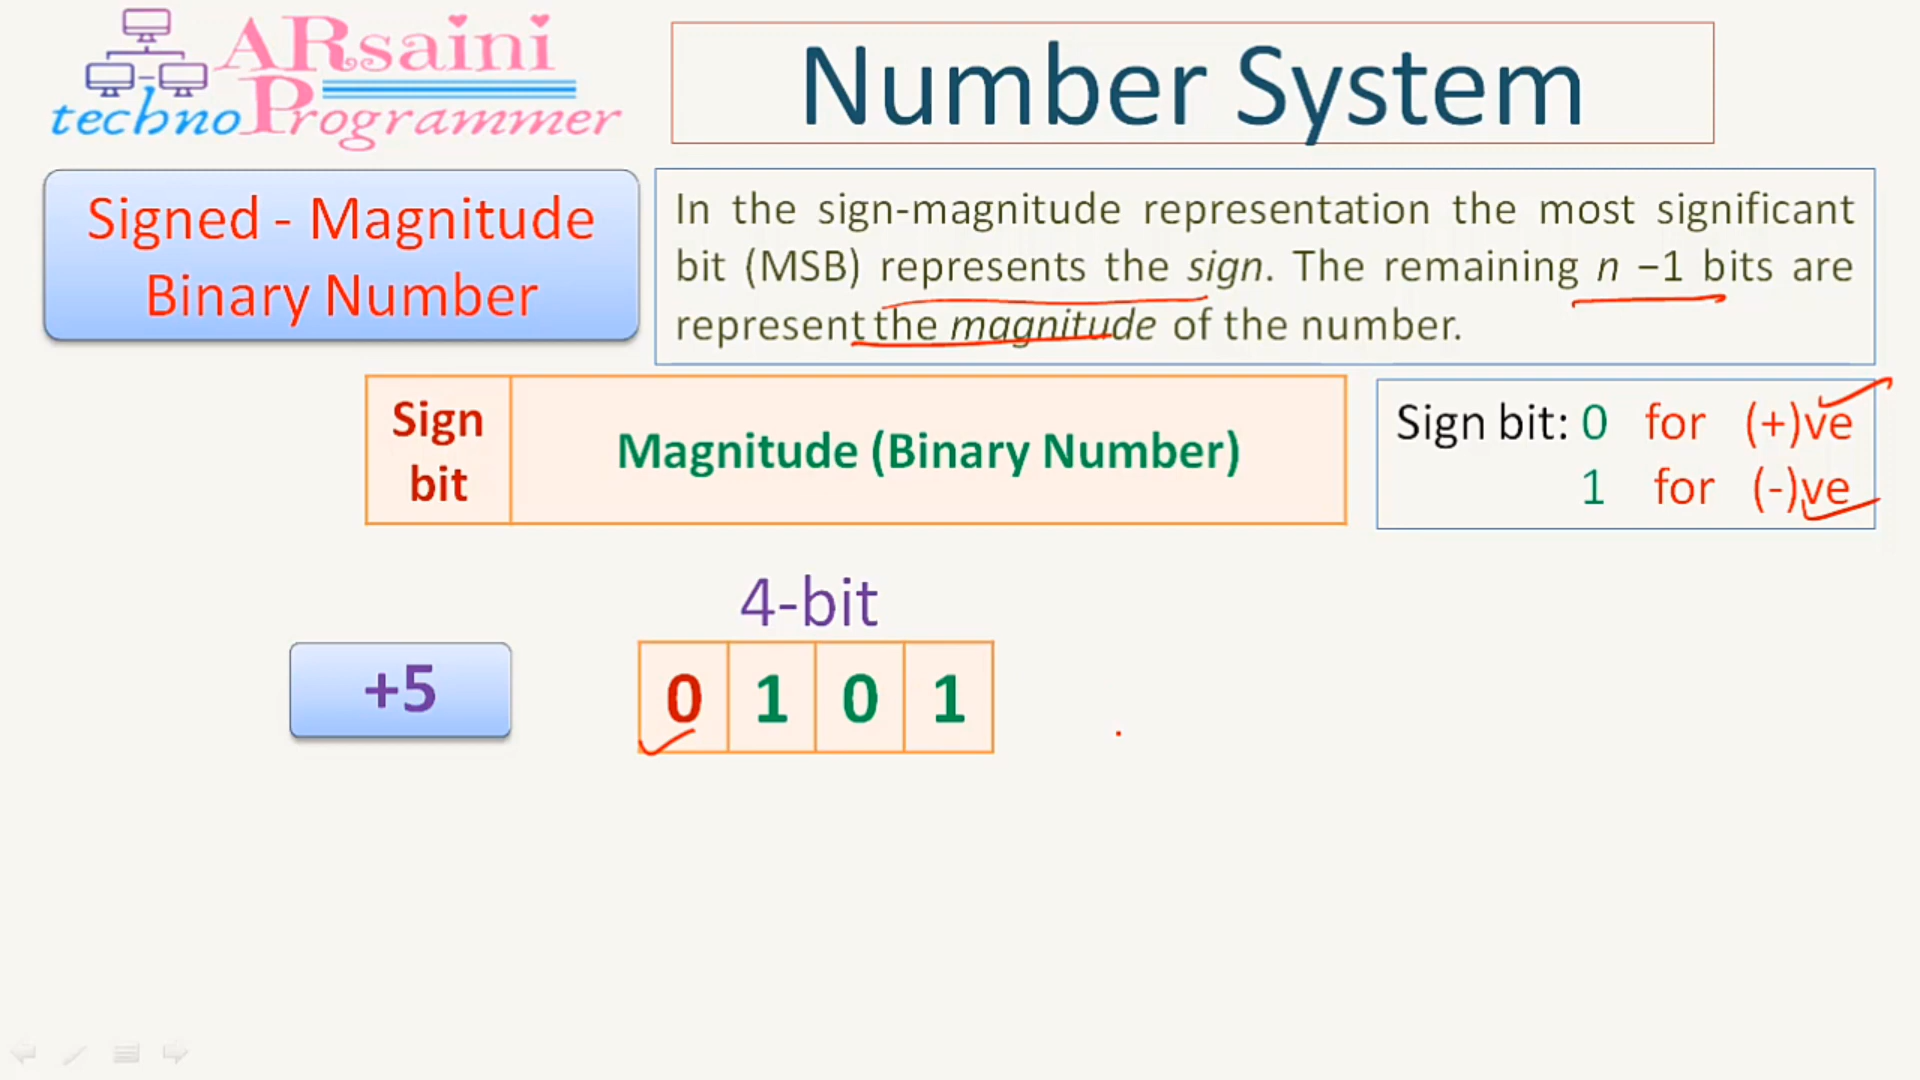 ARsaini
techno Programmer
Number System
Signed - Magnitude
Binary Number
In the sign-magnitude representation the most significant
bit (MSB) represents the sign. The remaining n −1 bits are
represent the magnitude of the number.
Sign
bit
Magnitude (Binary Number)
Sign bit: 0 for (+)ve
1 for (-)ve
4-bit
+5
0 1 0 1